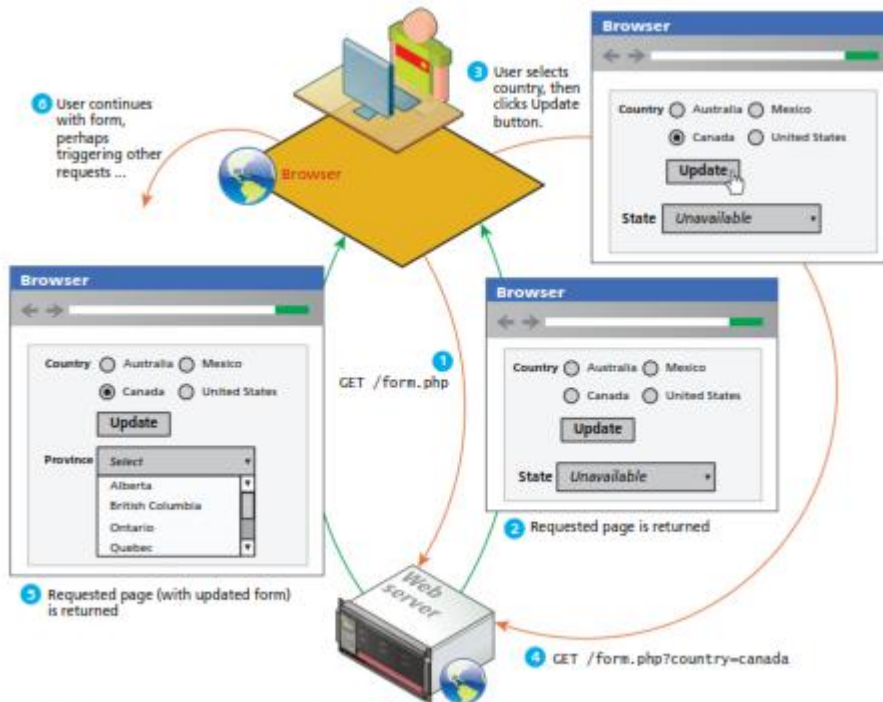 Browser
Country Australia Mexico
Canada United States
Update
State Unavailable
3 User selects
country, then
clicks Update
button.
6 User continues
with form,
perhaps
triggering other
requests ...
Browser
Browser
Country Australia Mexico
Canada United States
Update
Province Select
Alberta
British Columbia
Ontario
Quebec
5 Requested page (with updated form)
is returned
1
GET /form.php
Browser
Country Australia Mexico
Canada United States
Update
State Unavailable
2 Requested page is returned
Web
server
4 GET /form.php?country=canada